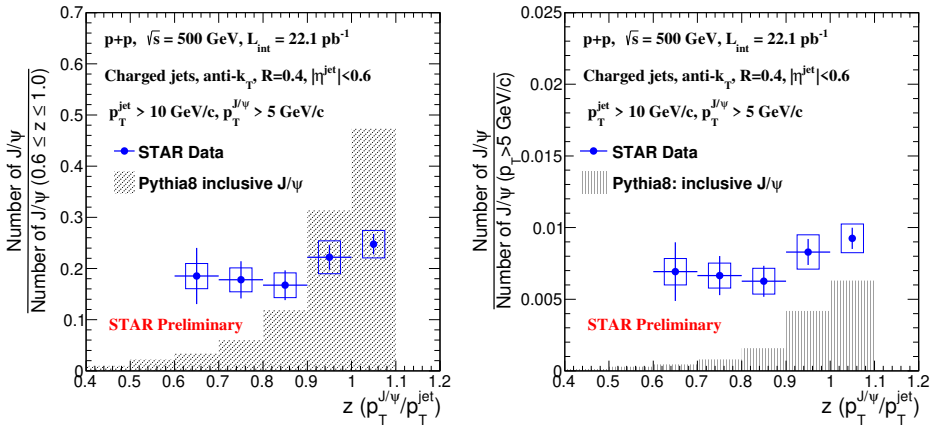 0.7
0.6
0.5
0.4
0.3
0.2
0.1
0
Number of J/ψ
Number of J/ψ (0.6 ≤ z ≤ 1.0)
p+p, √s = 500 GeV, L_int = 22.1 pb⁻¹
Charged jets, anti-k_T, R=0.4, |η^jet|<0.6
p_T^jet > 10 GeV/c, p_T^J/ψ > 5 GeV/c
STAR Data
Pythia8 inclusive J/ψ
STAR Preliminary
0.4 0.5 0.6 0.7 0.8 0.9 1 1.1 1.2
z (p_T^J/ψ/p_T^jet)
0.025
0.02
0.015
0.01
0.005
0
Number of J/ψ
Number of J/ψ (p_T>5 GeV/c)
p+p, √s = 500 GeV, L_int = 22.1 pb⁻¹
Charged jets, anti-k_T, R=0.4, |η^jet|<0.6
p_T^jet > 10 GeV/c, p_T^J/ψ > 5 GeV/c
STAR Data
Pythia8: inclusive J/ψ
STAR Preliminary
0.4 0.5 0.6 0.7 0.8 0.9 1 1.1 1.2
z (p_T^J/ψ/p_T^jet)